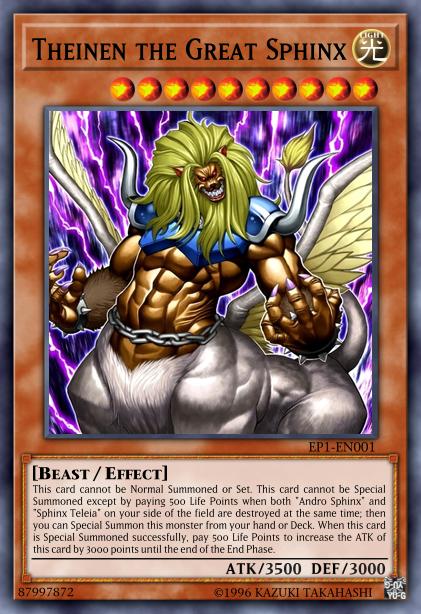 Theinen the Great Sphinx
LIGHT
光
EP1-EN001
[Beast / Effect]
This card cannot be Normal Summoned or Set. This card cannot be Special
Summoned except by paying 500 Life Points when both "Andro Sphinx" and
"Sphinx Teleia" on your side of the field are destroyed at the same time; then
you can Special Summon this monster from your hand or Deck. When this card
is Special Summoned successfully, pay 500 Life Points to increase the ATK of
this card by 3000 points until the end of the End Phase.
ATK/3500 DEF/3000
87997872
©1996 KAZUKI TAKAHASHI